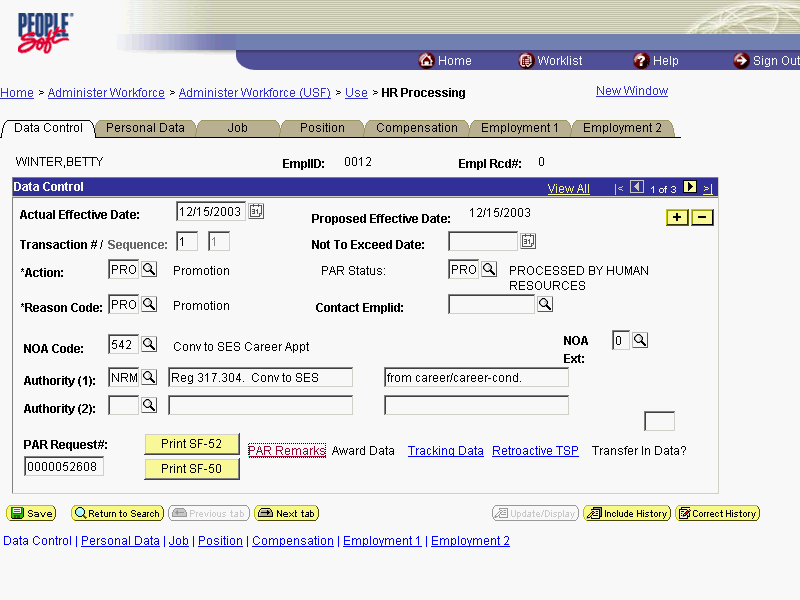 PEOPLE
Soft
Home Worklist Help Sign Out
Home > Administer Workforce > Administer Workforce (USF) > Use > HR Processing New Window
Data Control Personal Data Job Position Compensation Employment 1 Employment 2
WINTER,BETTY EmplID: 0012 Empl Rcd#: 0
Data Control View All |< 1 of 3 >|
Actual Effective Date: 12/15/2003 31 Proposed Effective Date: 12/15/2003 + −
Transaction # / Sequence: 1 1 Not To Exceed Date: 31
*Action: PRO Promotion PAR Status: PRO PROCESSED BY HUMAN
RESOURCES
*Reason Code: PRO Promotion Contact Emplid:
NOA Code: 542 Conv to SES Career Appt NOA
Ext: 0
Authority (1): NRM Reg 317.304. Conv to SES from career/career-cond.
Authority (2):
PAR Request#: Print SF-52 PAR Remarks Award Data Tracking Data Retroactive TSP Transfer In Data?
0000052608 Print SF-50
Save Return to Search Previous tab Next tab Update/Display Include History Correct History
Data Control | Personal Data | Job | Position | Compensation | Employment 1 | Employment 2